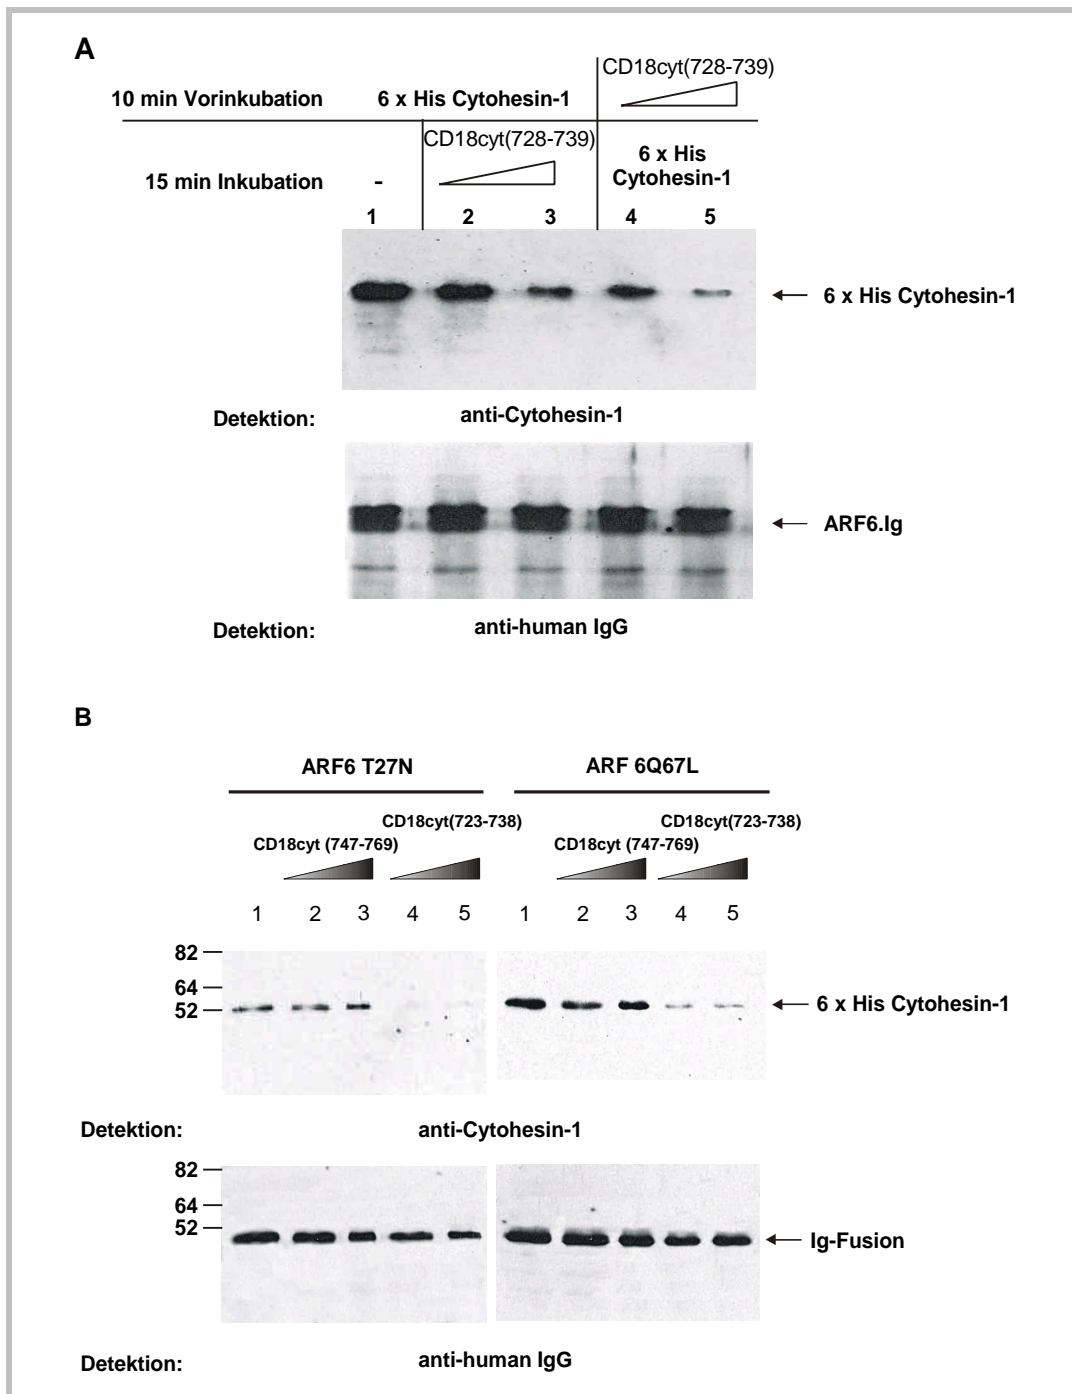 A
CD18cyt(728-739)
10 min Vorinkubation 6 x His Cytohesin-1
CD18cyt(728-739)
6 x His
Cytohesin-1
15 min Inkubation -
1 2 3 4 5
6 x His Cytohesin-1
Detektion: anti-Cytohesin-1
ARF6.Ig
Detektion: anti-human IgG
B
ARF6 T27N ARF 6Q67L
CD18cyt(723-738) CD18cyt(723-738)
CD18cyt (747-769) CD18cyt (747-769)
1 2 3 4 5 1 2 3 4 5
82
64
52
6 x His Cytohesin-1
Detektion: anti-Cytohesin-1
82
64
52
Ig-Fusion
Detektion: anti-human IgG